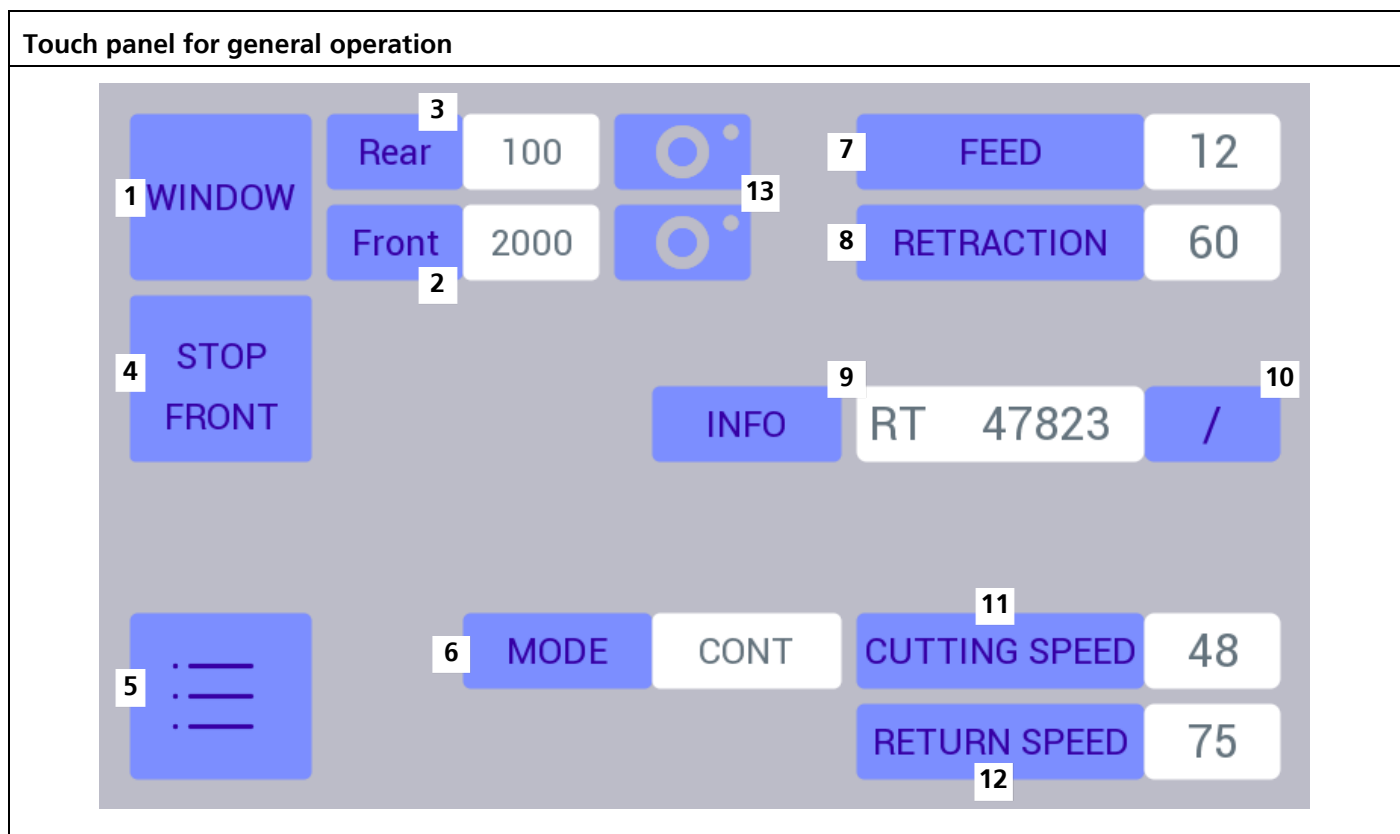 Touch panel for general operation
3
Rear 100
7 FEED 12
1 WINDOW
13
Front 2000
8 RETRACTION 60
2
4 STOP
FRONT
9
10
INFO RT 47823 /
11
6 MODE CONT
CUTTING SPEED 48
5
RETURN SPEED 75
12